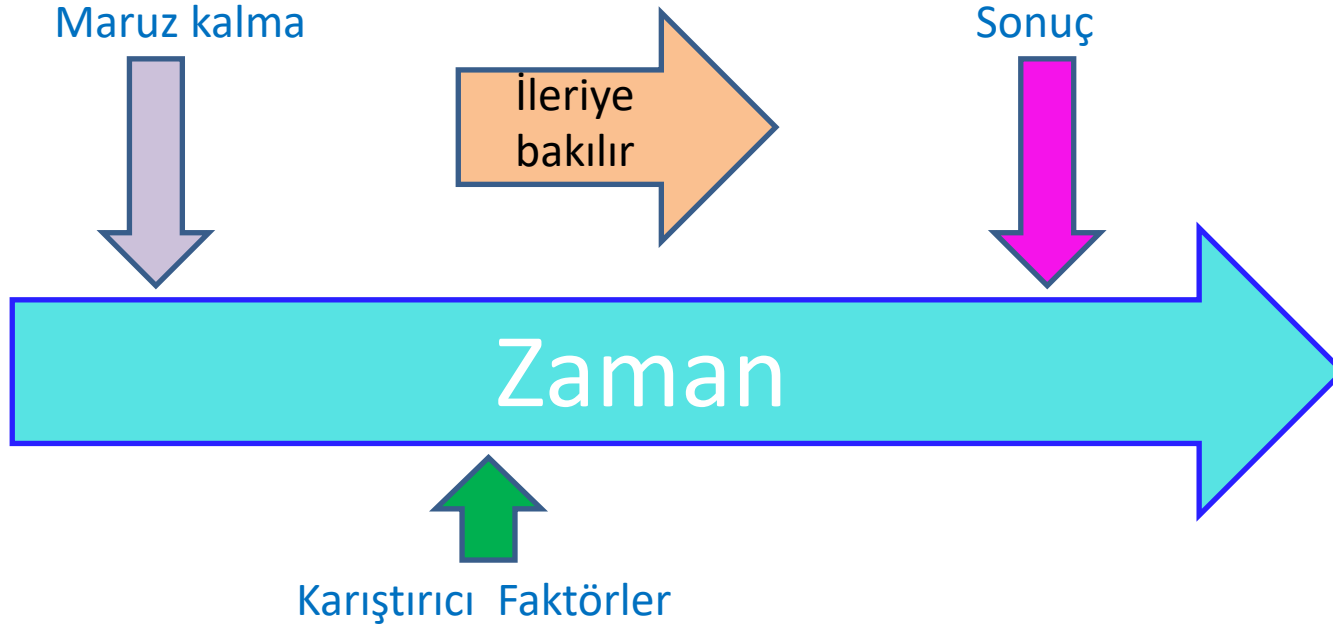 Maruz kalma
Sonuç
İleriye
bakılır
Zaman
Karıştırıcı Faktörler